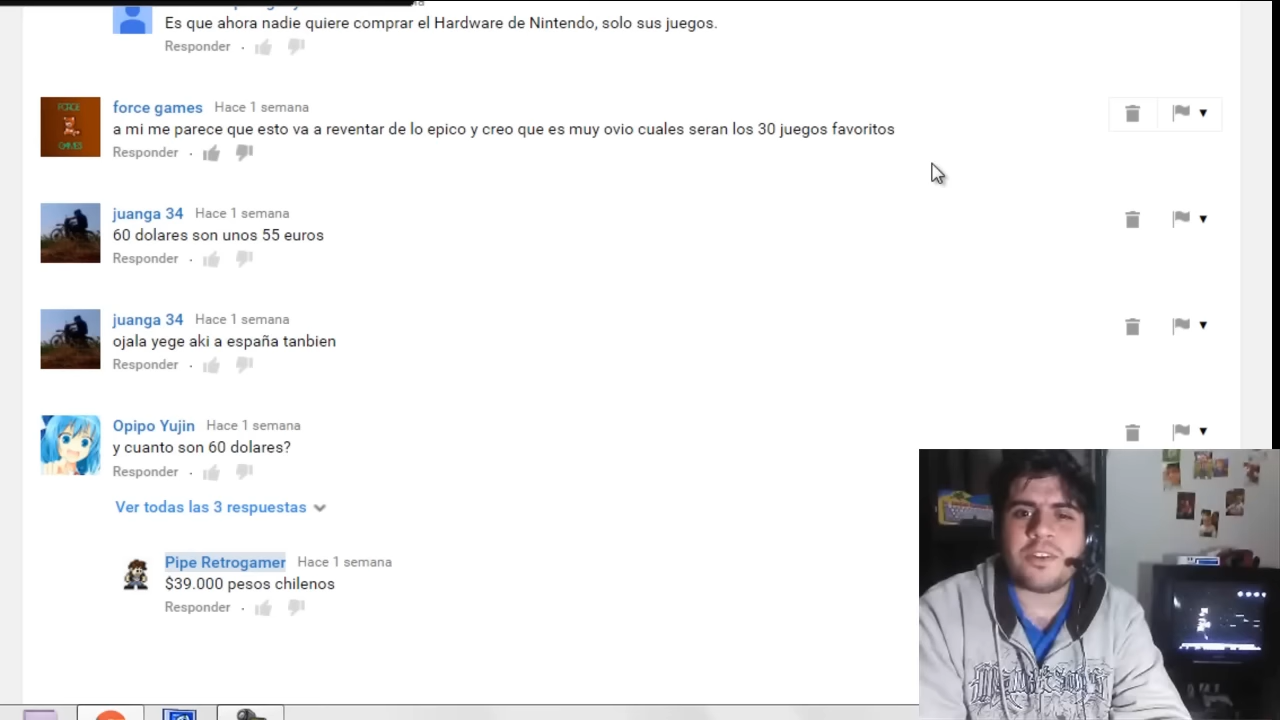 Es que ahora nadie quiere comprar el Hardware de Nintendo, solo sus juegos.
Responder ·
FORCE
GAMES
force games Hace 1 semana
a mi me parece que esto va a reventar de lo epico y creo que es muy ovio cuales seran los 30 juegos favoritos
Responder ·
juanga 34 Hace 1 semana
60 dolares son unos 55 euros
Responder ·
juanga 34 Hace 1 semana
ojala yege aki a españa tanbien
Responder ·
Opipo Yujin Hace 1 semana
y cuanto son 60 dolares?
Responder ·
Ver todas las 3 respuestas
Pipe Retrogamer Hace 1 semana
$39.000 pesos chilenos
Responder ·